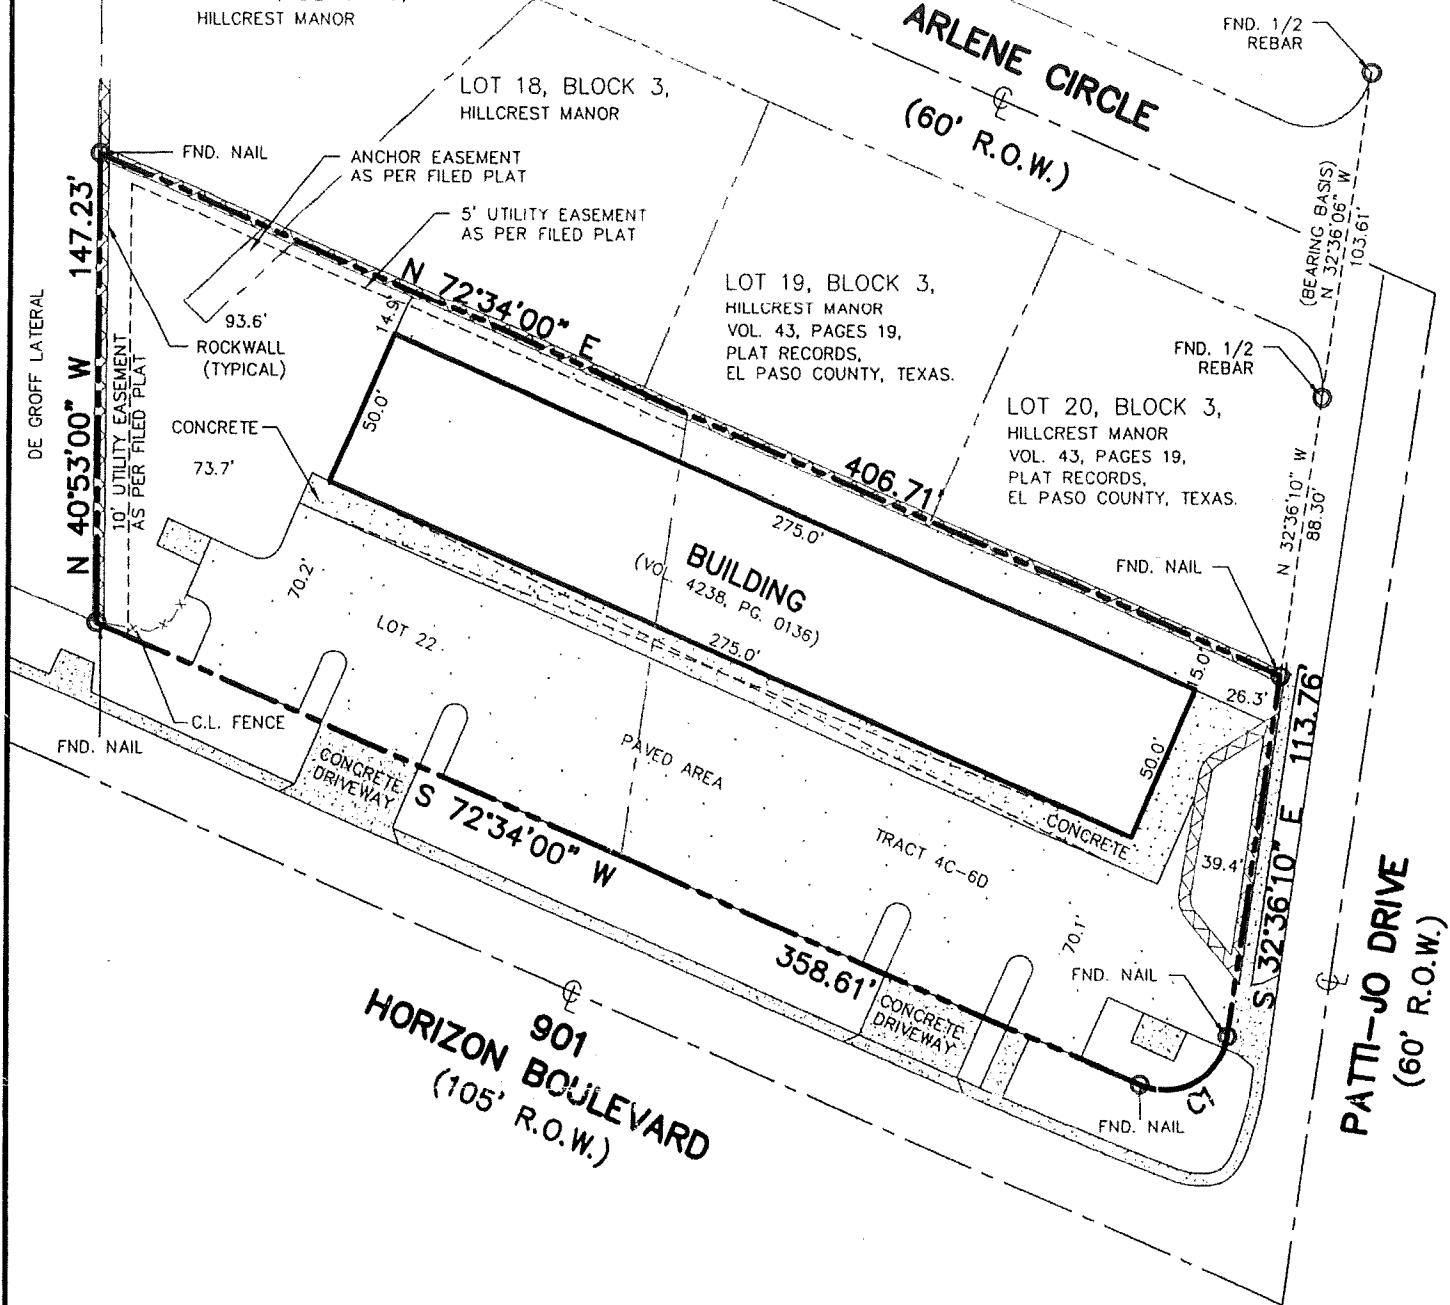 HILLCREST MANOR
LOT 18, BLOCK 3,
HILLCREST MANOR
ARLENE CIRCLE
(60' R.O.W.)
FND. 1/2
REBAR
FND. NAIL
ANCHOR EASEMENT
AS PER FILED PLAT
5' UTILITY EASEMENT
AS PER FILED PLAT
(BEARING BASIS)
N 32°36'06" W
103.61'
N 40°53'00" W 147.23'
DE GROFF LATERAL
10' UTILITY EASEMENT
AS PER FILED PLAT
93.6'
ROCKWALL
(TYPICAL)
14.9'
N 72°34'00" E
406.71'
LOT 19, BLOCK 3,
HILLCREST MANOR
VOL. 43, PAGES 19,
PLAT RECORDS,
EL PASO COUNTY, TEXAS.
FND. 1/2
REBAR
LOT 20, BLOCK 3,
HILLCREST MANOR
VOL. 43, PAGES 19,
PLAT RECORDS,
EL PASO COUNTY, TEXAS.
N 32°36'10" W
88.30'
CONCRETE
73.7'
50.0'
275.0'
BUILDING
(VOL. 4238, PG. 0136)
275.0'
FND. NAIL
15.0'
26.3'
50.0'
70.2'
LOT 22
C.L. FENCE
FND. NAIL
CONCRETE
DRIVEWAY
S 72°34'00" W
358.61'
PAVED AREA
CONCRETE
TRACT 4C-6D
39.4'
70.1'
S 32°36'10" E 113.76'
FND. NAIL
CONCRETE
DRIVEWAY
C1
FND. NAIL
901
HORIZON BOULEVARD
(105' R.O.W.)
PATTI-JO DRIVE
(60' R.O.W.)